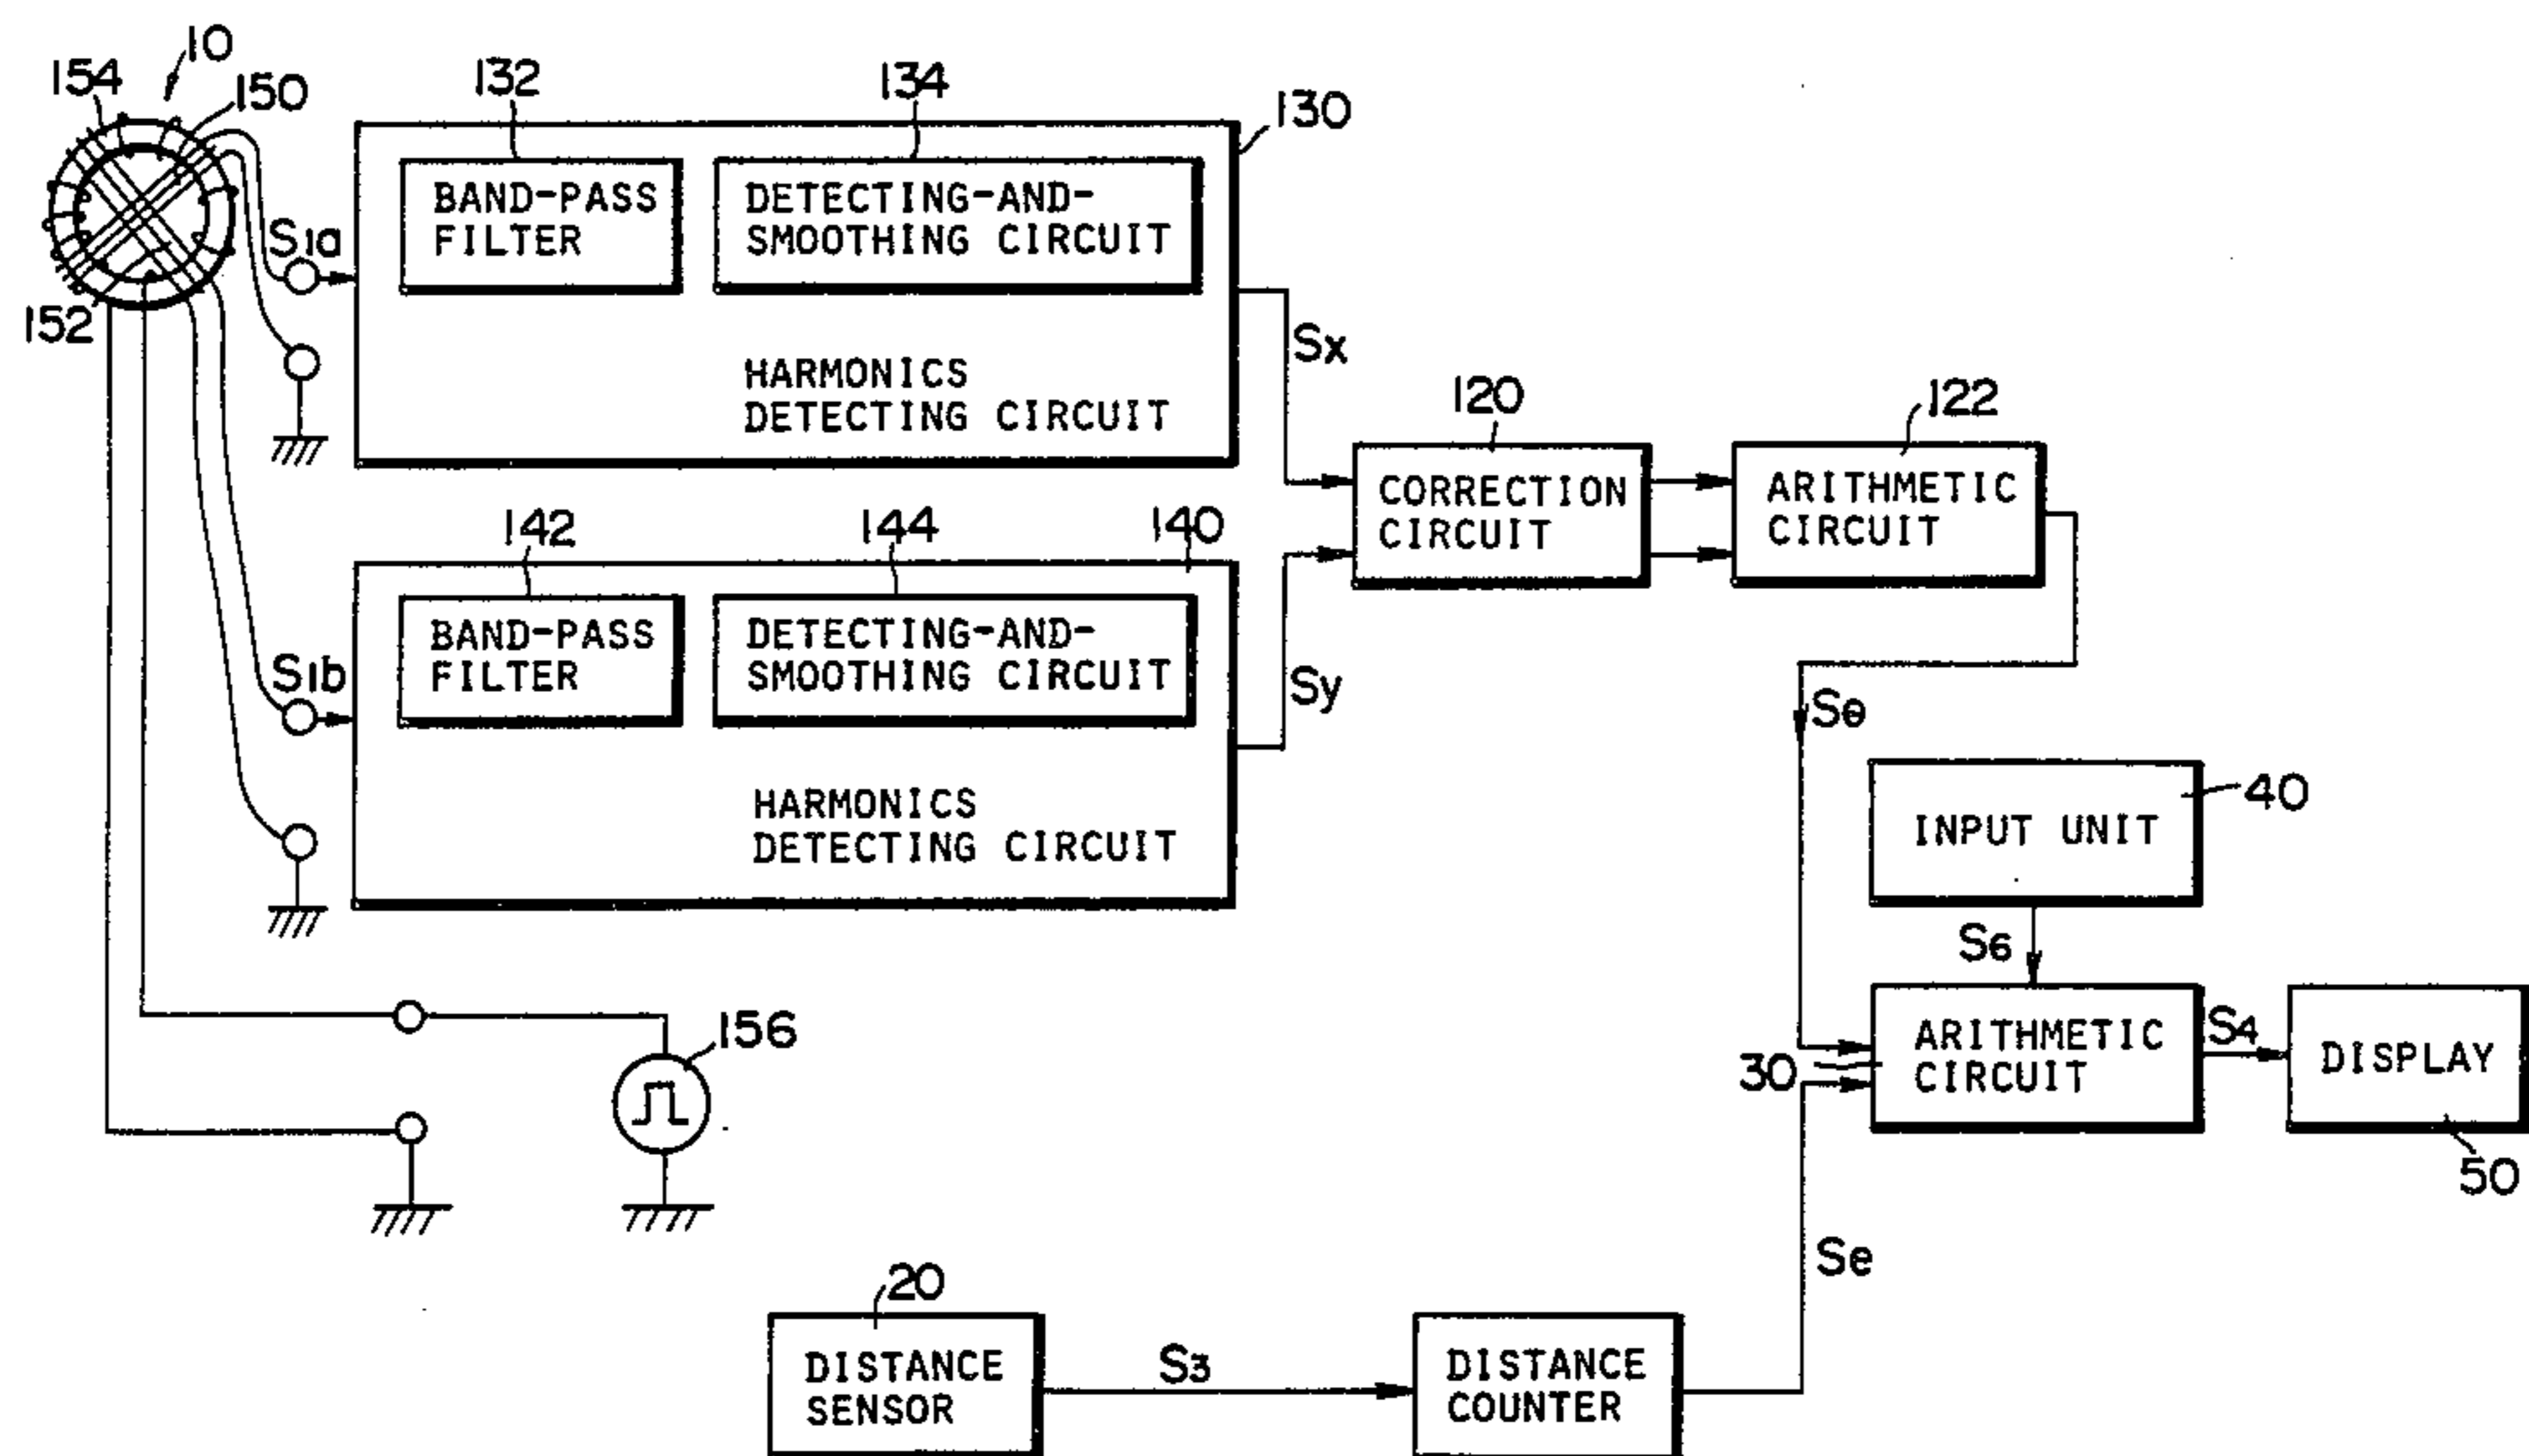 10
154
150
152
132
134
130
BAND-PASS
FILTER
DETECTING-AND-
SMOOTHING CIRCUIT
HARMONICS
DETECTING CIRCUIT
S1a
Sx
142
144
140
BAND-PASS
FILTER
DETECTING-AND-
SMOOTHING CIRCUIT
HARMONICS
DETECTING CIRCUIT
S1b
Sy
120
CORRECTION
CIRCUIT
122
ARITHMETIC
CIRCUIT
Sθ
INPUT UNIT
40
S6
30
ARITHMETIC
CIRCUIT
S4
DISPLAY
50
156
20
DISTANCE
SENSOR
S3
DISTANCE
COUNTER
Se